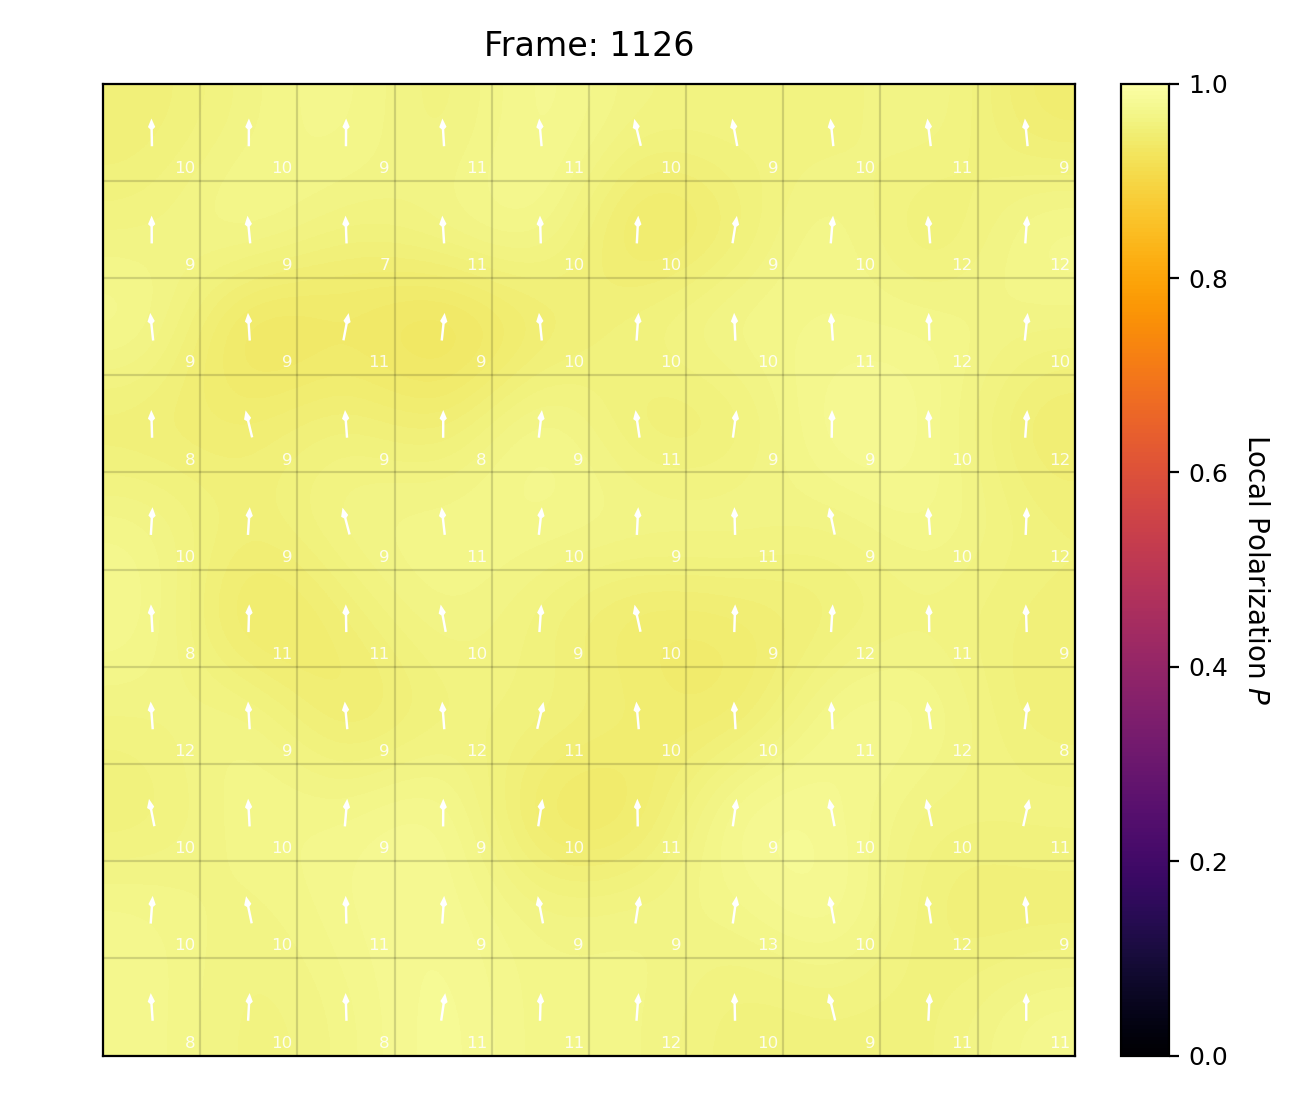 Frame: 1126
10 10 9 11 11 10 9 10 11 9
9 9 7 11 10 10 9 10 12 12
9 9 11 9 10 10 10 11 12 10
8 9 9 8 9 11 9 9 10 12
10 9 9 11 10 9 11 9 10 12
8 11 11 10 9 10 9 12 11 9
12 9 9 12 11 10 10 11 12 8
10 10 9 9 10 11 9 10 10 11
10 10 11 9 9 9 13 10 12 9
8 10 8 11 11 12 10 9 11 11
1.0
0.8
0.6
0.4
0.2
0.0
Local Polarization P